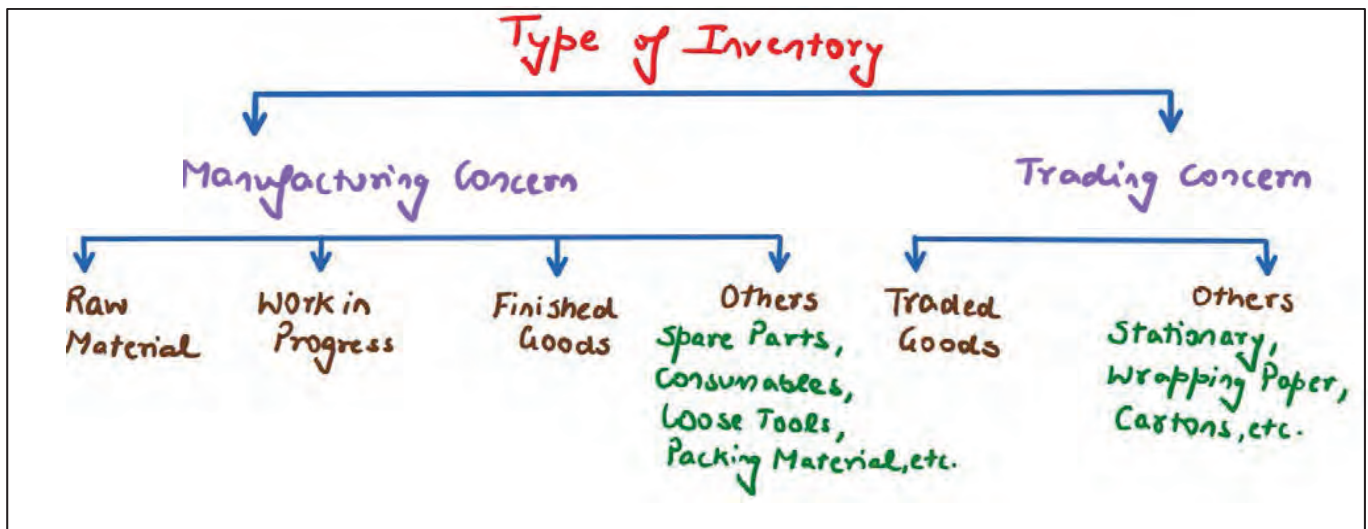 Type of Inventory
Manufacturing Concern
Trading Concern
Raw
Material
Work in
Progress
Finished
Goods
Others
Spare Parts,
Consumables,
Loose Tools,
Packing Material, etc.
Traded
Goods
Others
Stationary,
Wrapping Paper,
Cartons, etc.